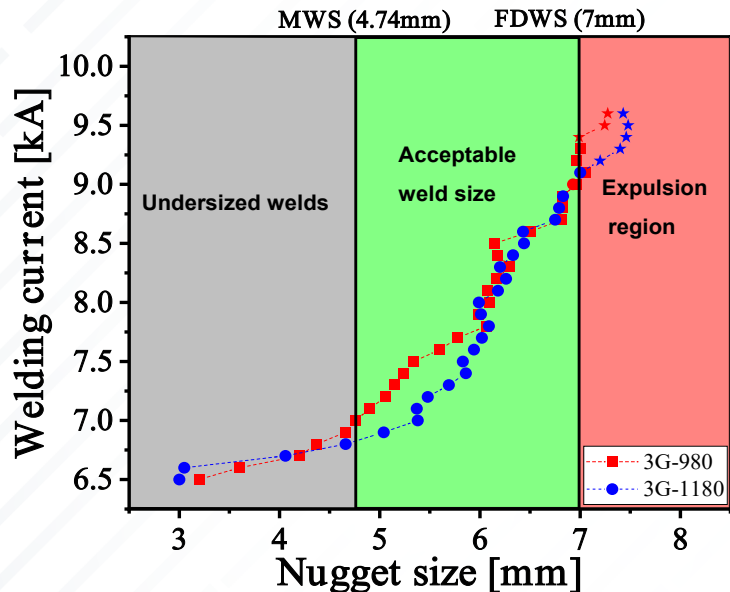 MWS (4.74mm) FDWS (7mm)
Welding current [kA]
10.0
9.5
9.0
8.5
8.0
7.5
7.0
6.5
Undersized welds
Acceptable
weld size
Expulsion
region
3G-980
3G-1180
3 4 5 6 7 8
Nugget size [mm]